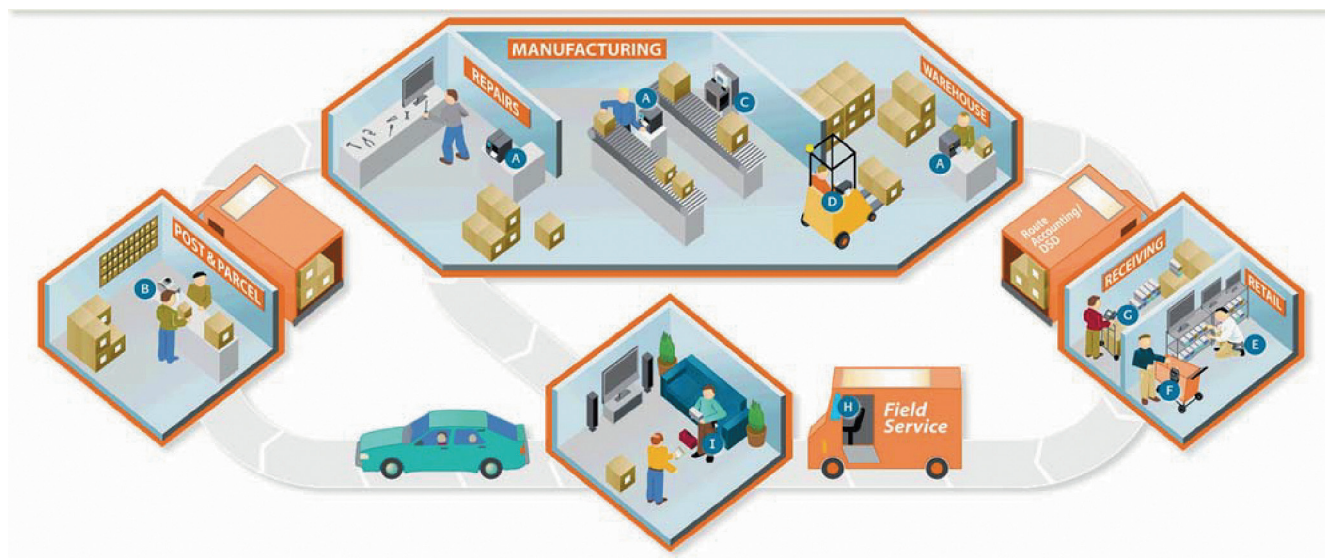 MANUFACTURING
REPAIRS
WAREHOUSE
A
A
C
A
D
POST & PARCEL
B
Route
Accounting/
DSD
RECEIVING
RETAIL
G
E
F
H
Field
Service
I